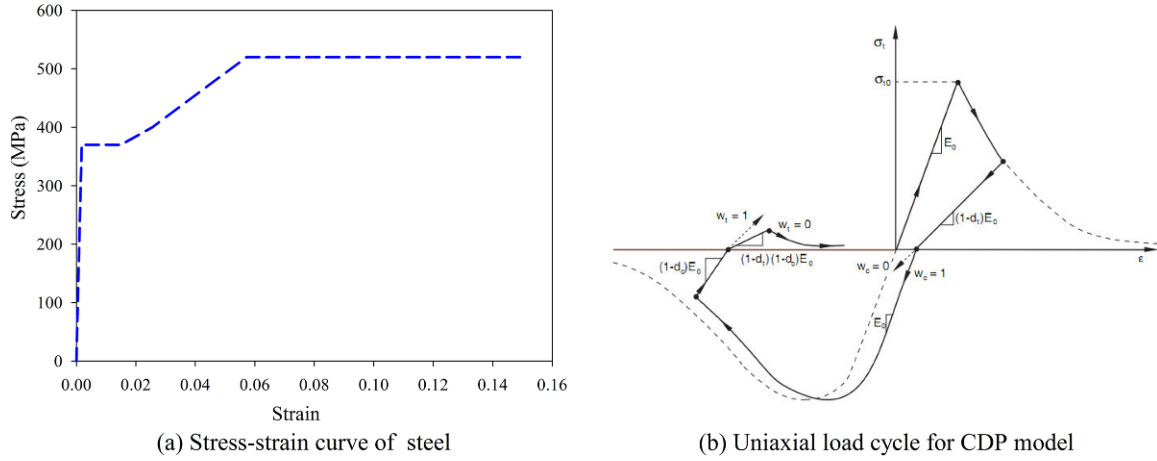 600
500
400
300
200
100
0
0.00 0.02 0.04 0.06 0.08 0.10 0.12 0.14 0.16
Stress (MPa)
Strain
(a) Stress-strain curve of steel
σt
σt0
E0
(1-dt)E0
wt = 1
wt = 0
(1-dc)E0
(1-dt)(1-dc)E0
wc = 0
wc = 1
E0
ε
(b) Uniaxial load cycle for CDP model